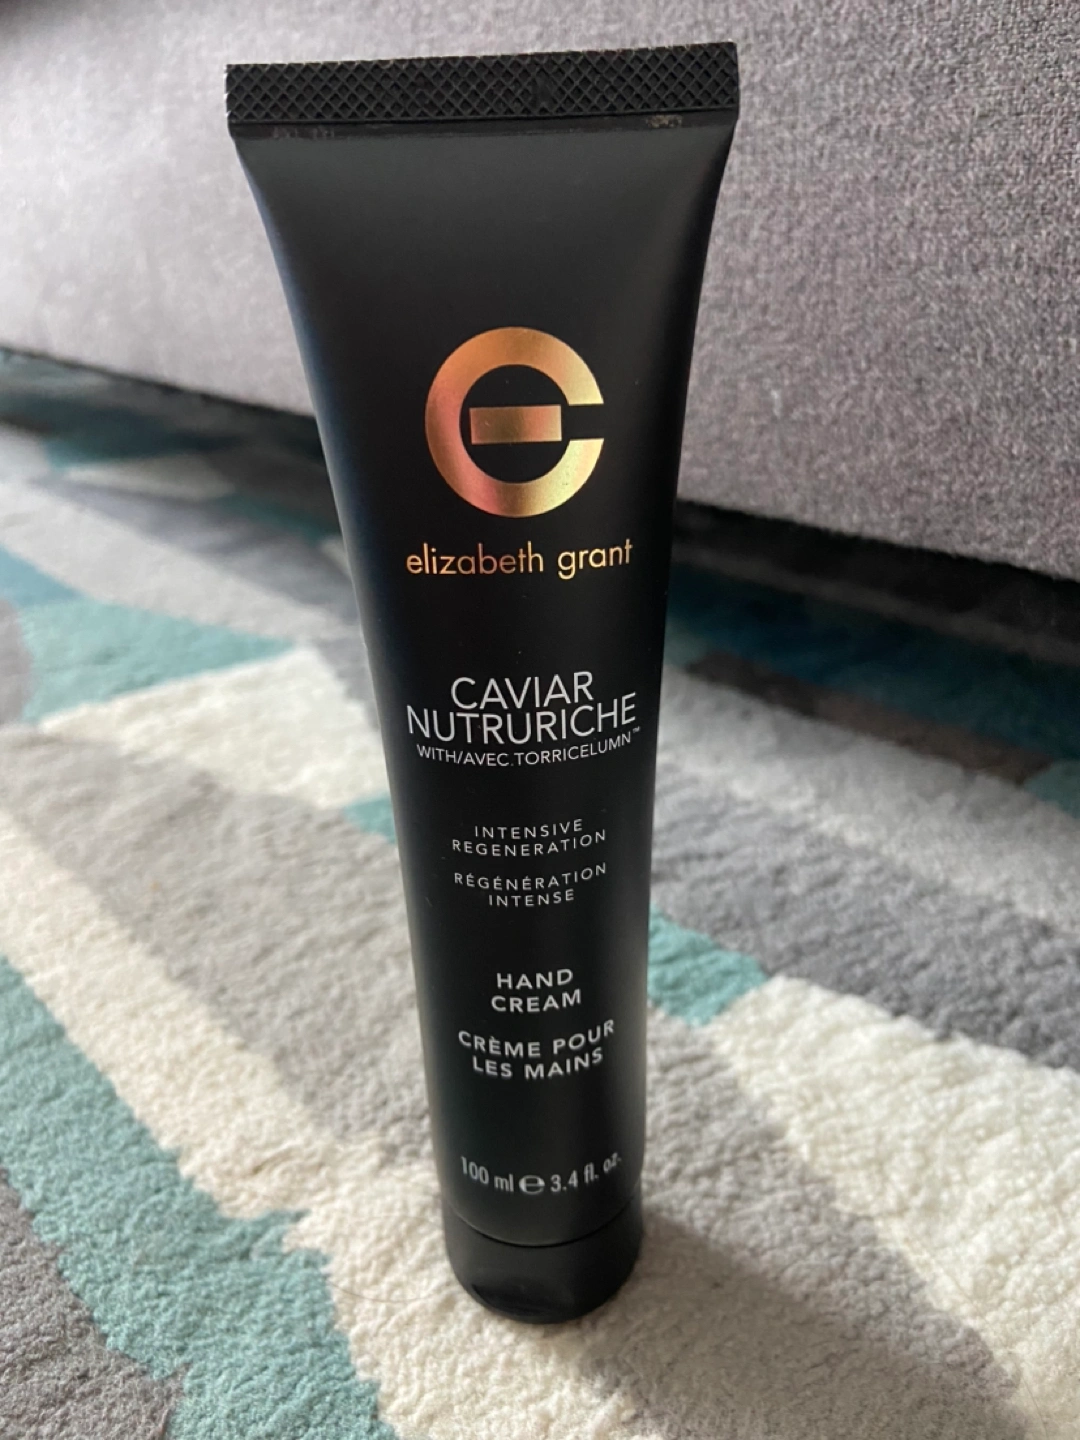 elizabeth grant
CAVIAR
NUTRURICHE
WITH/AVEC TORRICELUMN™
INTENSIVE
REGENERATION
RÉGÉNÉRATION
INTENSE
HAND
CREAM
CRÈME POUR
LES MAINS
100 ml ℮ 3.4 fl. oz.